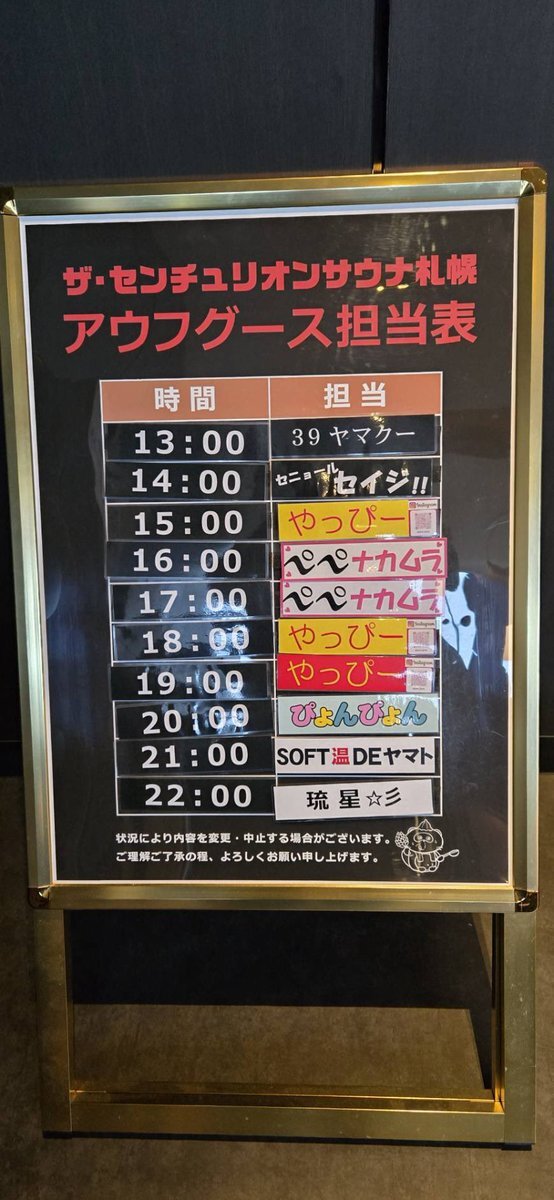 ザ・センチュリオンサウナ札幌
アウフグース担当表
時間 担当
13:00 39ヤマクー
14:00 セニョールセイジ!!
15:00 やっぴー
16:00 ぺぺナカムラ
17:00 ぺぺナカムラ
18:00 やっぴー
19:00 やっぴー
20:00 ぴょんぴょん
21:00 SOFT温DEヤマト
22:00 琉星☆彡
状況により内容を変更・中止する場合がございます。
ご理解ご了承の程、よろしくお願い申し上げます。